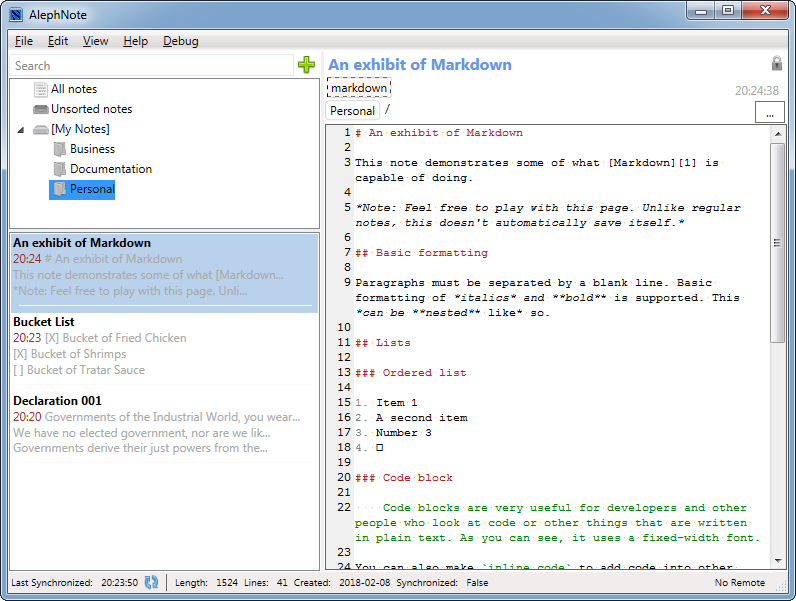 AlephNote
File Edit View Help Debug
Search
All notes
Unsorted notes
[My Notes]
Business
Documentation
Personal
An exhibit of Markdown
20:24 # An exhibit of Markdown
This note demonstrates some of what [Markdown...
*Note: Feel free to play with this page. Unli...
Bucket List
20:23 [X] Bucket of Fried Chicken
[X] Bucket of Shrimps
[ ] Bucket of Tratar Sauce
Declaration 001
20:20 Governments of the Industrial World, you wear...
We have no elected government, nor are we lik...
Governments derive their just powers from the...
An exhibit of Markdown
markdown
20:24:38
Personal /
...
1 # An exhibit of Markdown
2
3 This note demonstrates some of what [Markdown][1] is
capable of doing.
4
5 *Note: Feel free to play with this page. Unlike regular
notes, this doesn't automatically save itself.*
6
7 ## Basic formatting
8
9 Paragraphs must be separated by a blank line. Basic
formatting of *italics* and **bold** is supported. This
*can be **nested** like* so.
10
11 ## Lists
12
13 ### Ordered list
14
15 1. Item 1
16 2. A second item
17 3. Number 3
18 4. □
19
20 ### Code block
21
22 Code blocks are very useful for developers and other
people who look at code or other things that are written
in plain text. As you can see, it uses a fixed-width font.
23
24 You can also make `inline code` to add code into other
Last Synchronized: 20:23:50 Length: 1524 Lines: 41 Created: 2018-02-08 Synchronized: False No Remote